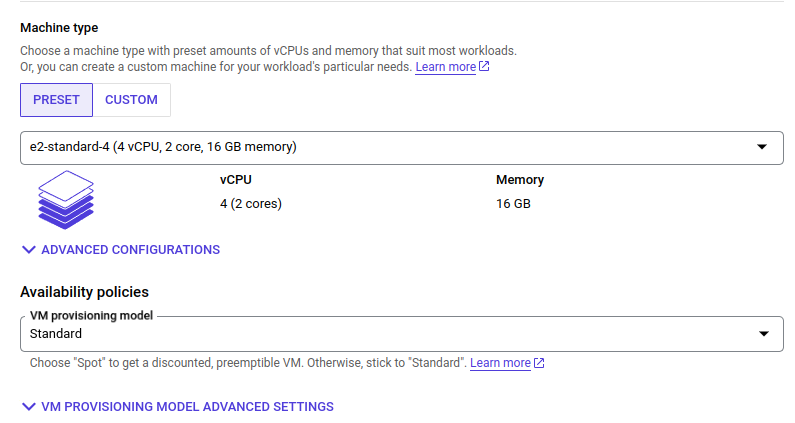 Machine type
Choose a machine type with preset amounts of vCPUs and memory that suit most workloads.
Or, you can create a custom machine for your workload's particular needs. Learn more
PRESET CUSTOM
e2-standard-4 (4 vCPU, 2 core, 16 GB memory)
vCPU Memory
4 (2 cores) 16 GB
ADVANCED CONFIGURATIONS
Availability policies
VM provisioning model
Standard
Choose "Spot" to get a discounted, preemptible VM. Otherwise, stick to "Standard". Learn more
VM PROVISIONING MODEL ADVANCED SETTINGS